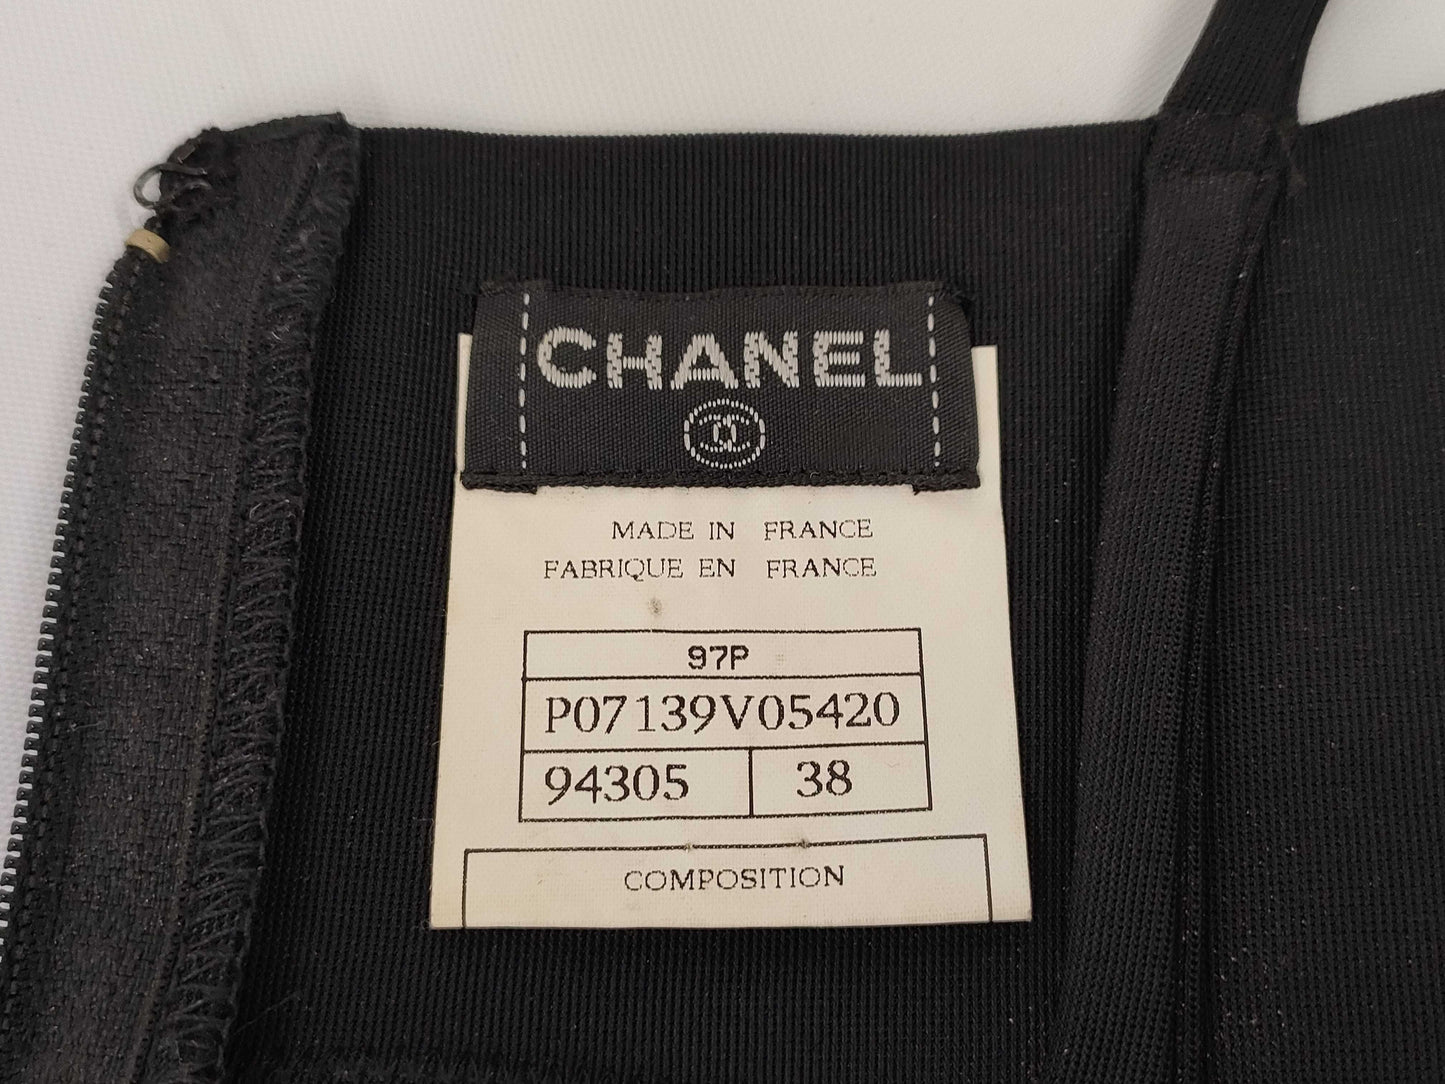 CHANEL
MADE IN FRANCE
FABRIQUE EN FRANCE
97P
P07139V05420
94305 38
COMPOSITION